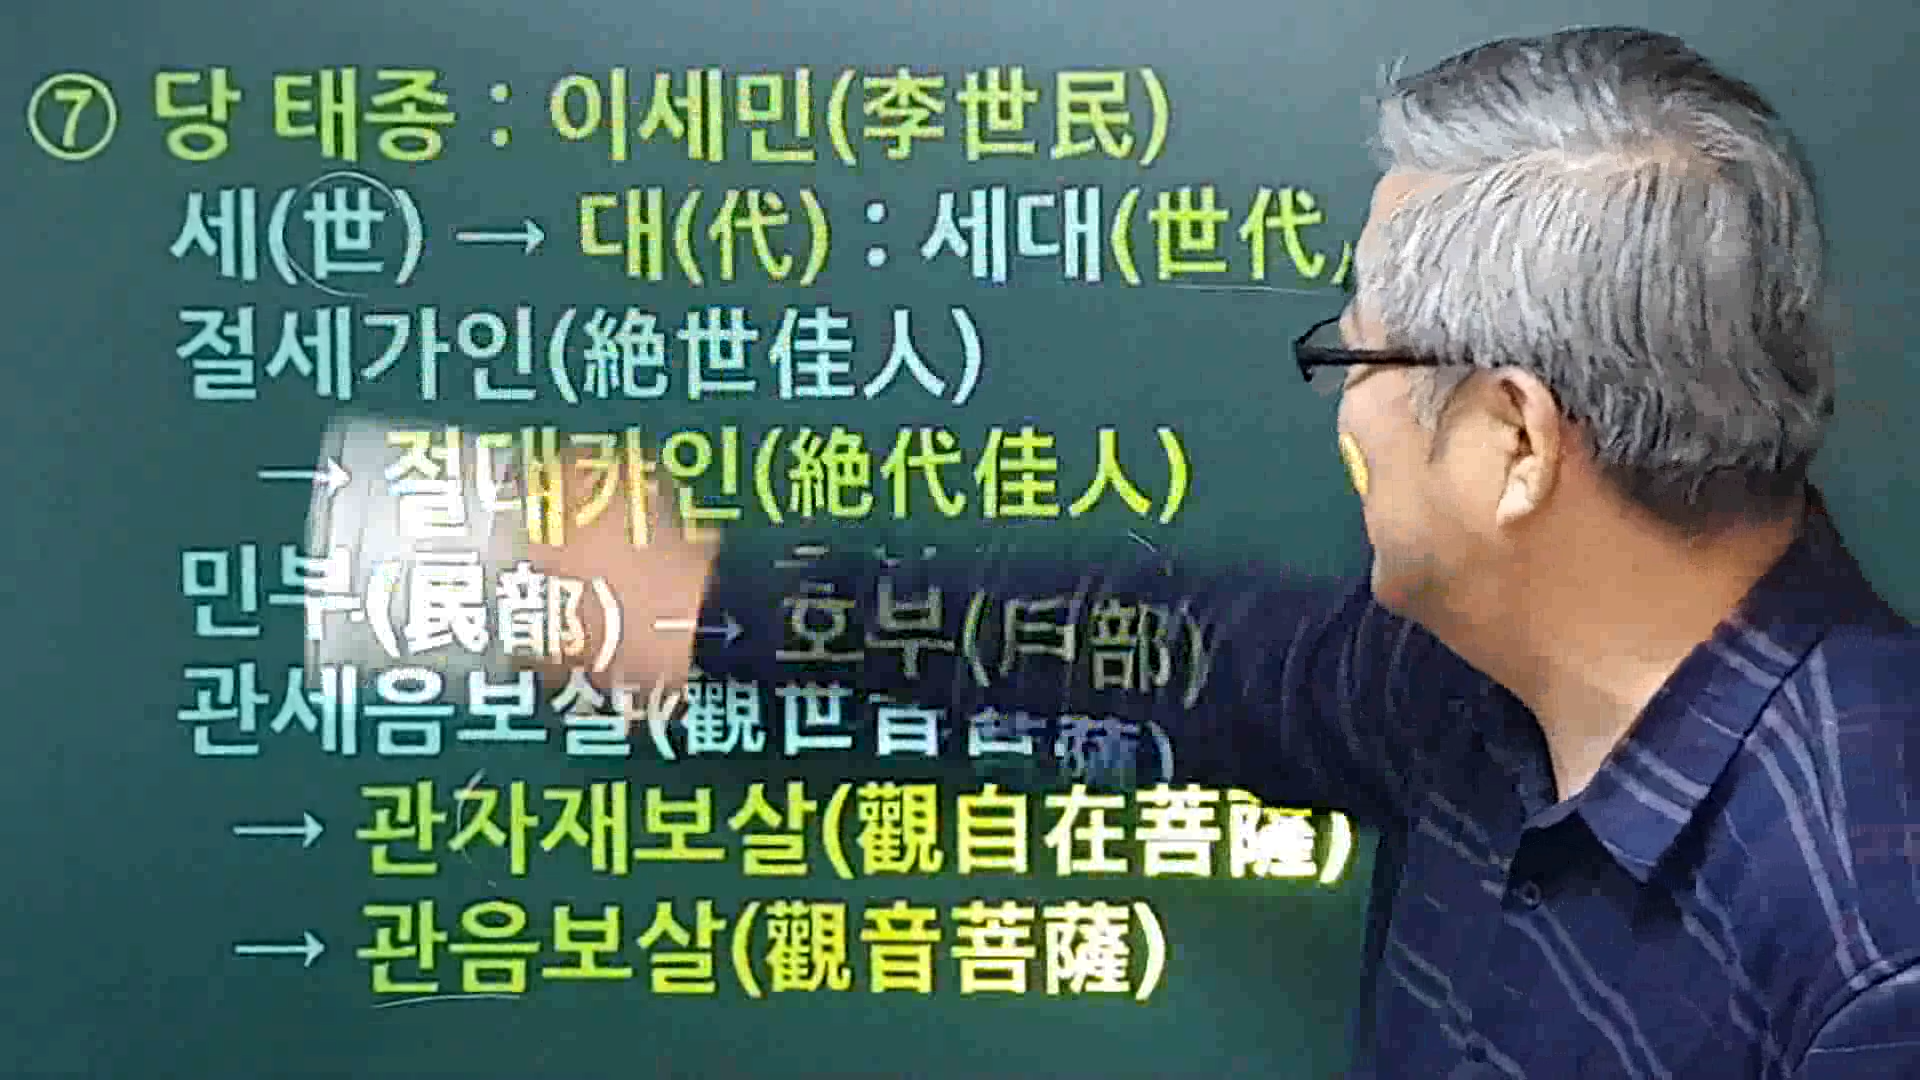 ⑦ 당 태종 : 이세민(李世民)
세(世) → 대(代) : 세대(世代
절세가인(絶世佳人)
→ 절대가인(絶代佳人)
민부(民部) → 호부(戶部)
관세음보살(觀世音菩薩)
→ 관자재보살(觀自在菩薩)
→ 관음보살(觀音菩薩)